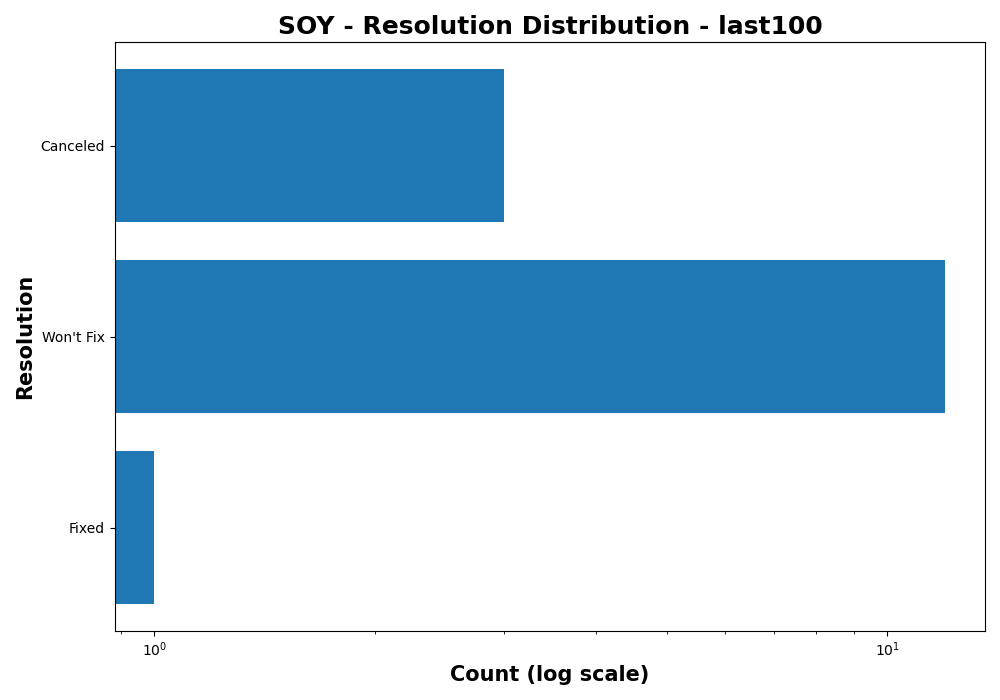 SOY - Resolution Distribution - last100
Resolution
Canceled
Won't Fix
Fixed
10⁰
10¹
Count (log scale)